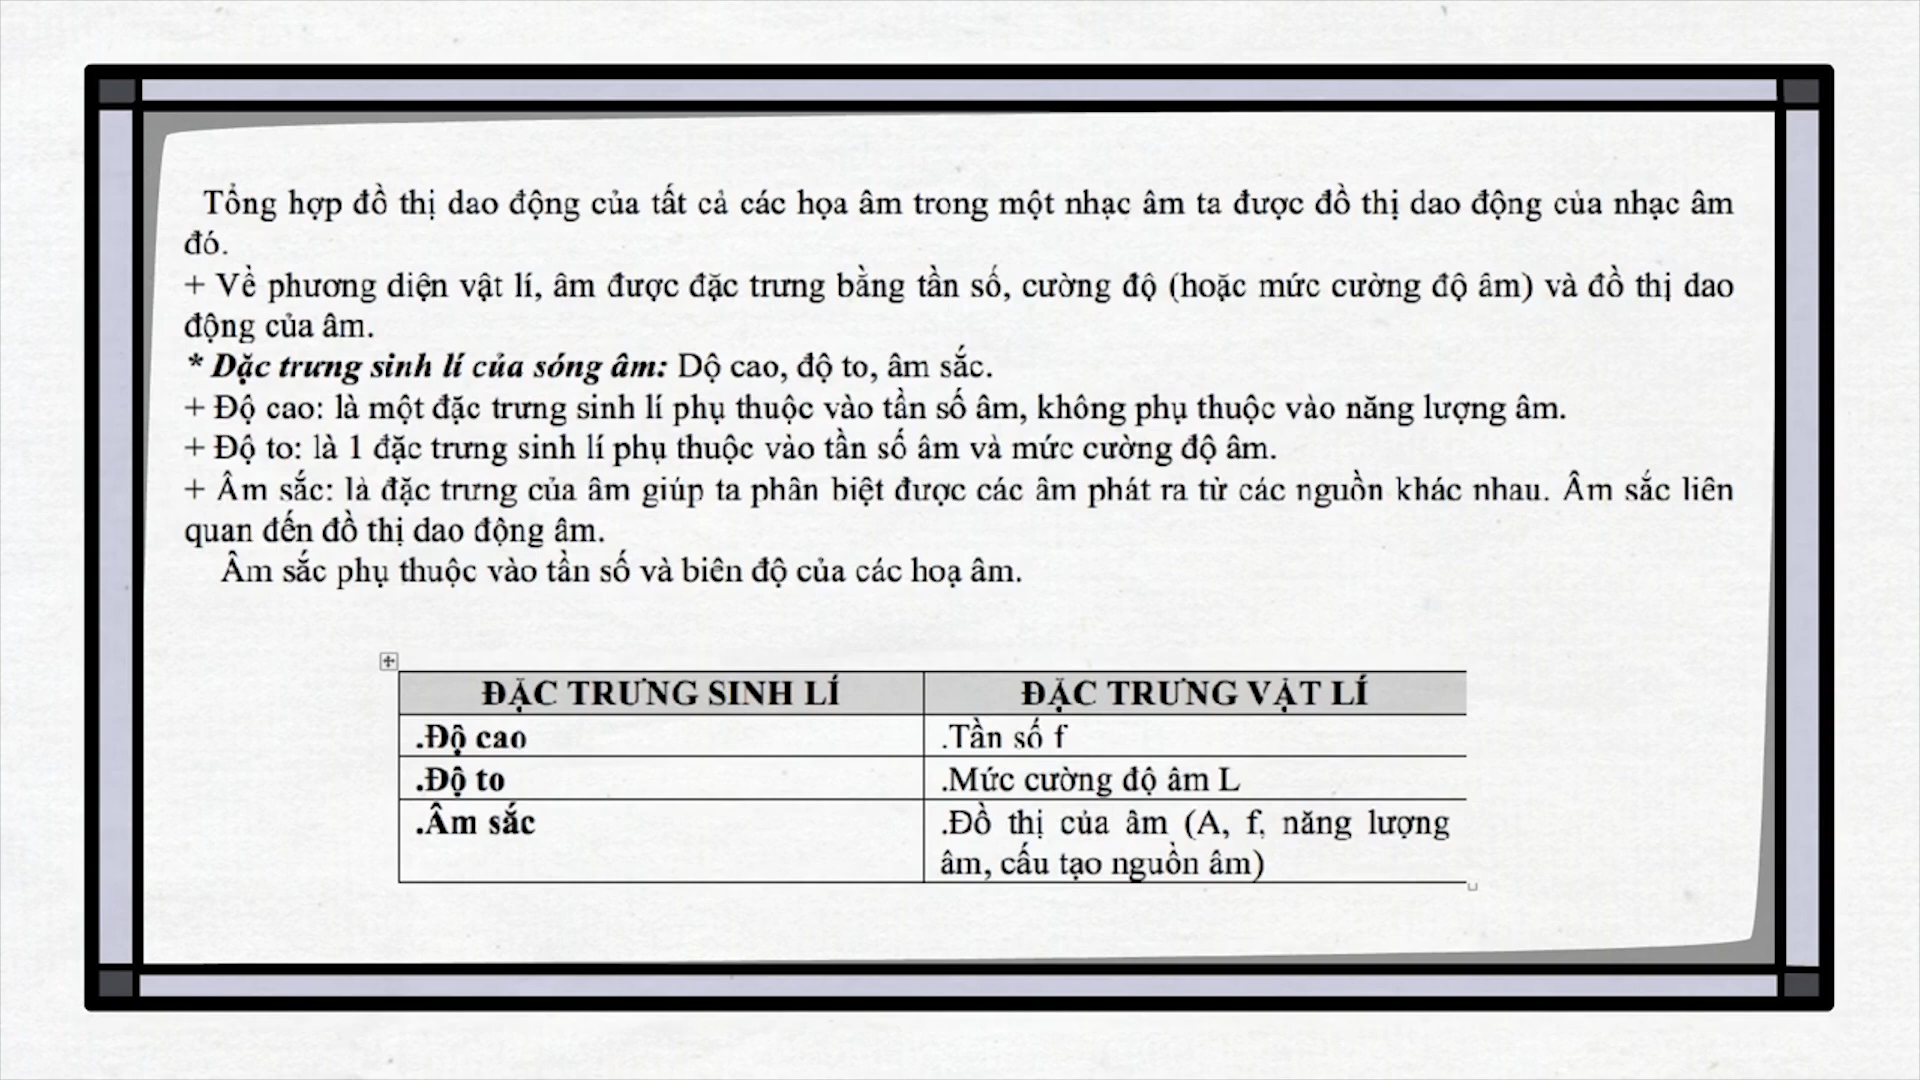 Tổng hợp đồ thị dao động của tất cả các họa âm trong một nhạc âm ta được đồ thị dao động của nhạc âm
đó.
+ Về phương diện vật lí, âm được đặc trưng bằng tần số, cường độ (hoặc mức cường độ âm) và đồ thị dao
động của âm.
* Đặc trưng sinh lí của sóng âm: Độ cao, độ to, âm sắc.
+ Độ cao: là một đặc trưng sinh lí phụ thuộc vào tần số âm, không phụ thuộc vào năng lượng âm.
+ Độ to: là 1 đặc trưng sinh lí phụ thuộc vào tần số âm và mức cường độ âm.
+ Âm sắc: là đặc trưng của âm giúp ta phân biệt được các âm phát ra từ các nguồn khác nhau. Âm sắc liên
quan đến đồ thị dao động âm.
Âm sắc phụ thuộc vào tần số và biên độ của các hoạ âm.
ĐẶC TRƯNG SINH LÍ ĐẶC TRƯNG VẬT LÍ
.Độ cao .Tần số f
.Độ to .Mức cường độ âm L
.Âm sắc .Đồ thị của âm (A, f, năng lượng
âm, cấu tạo nguồn âm)